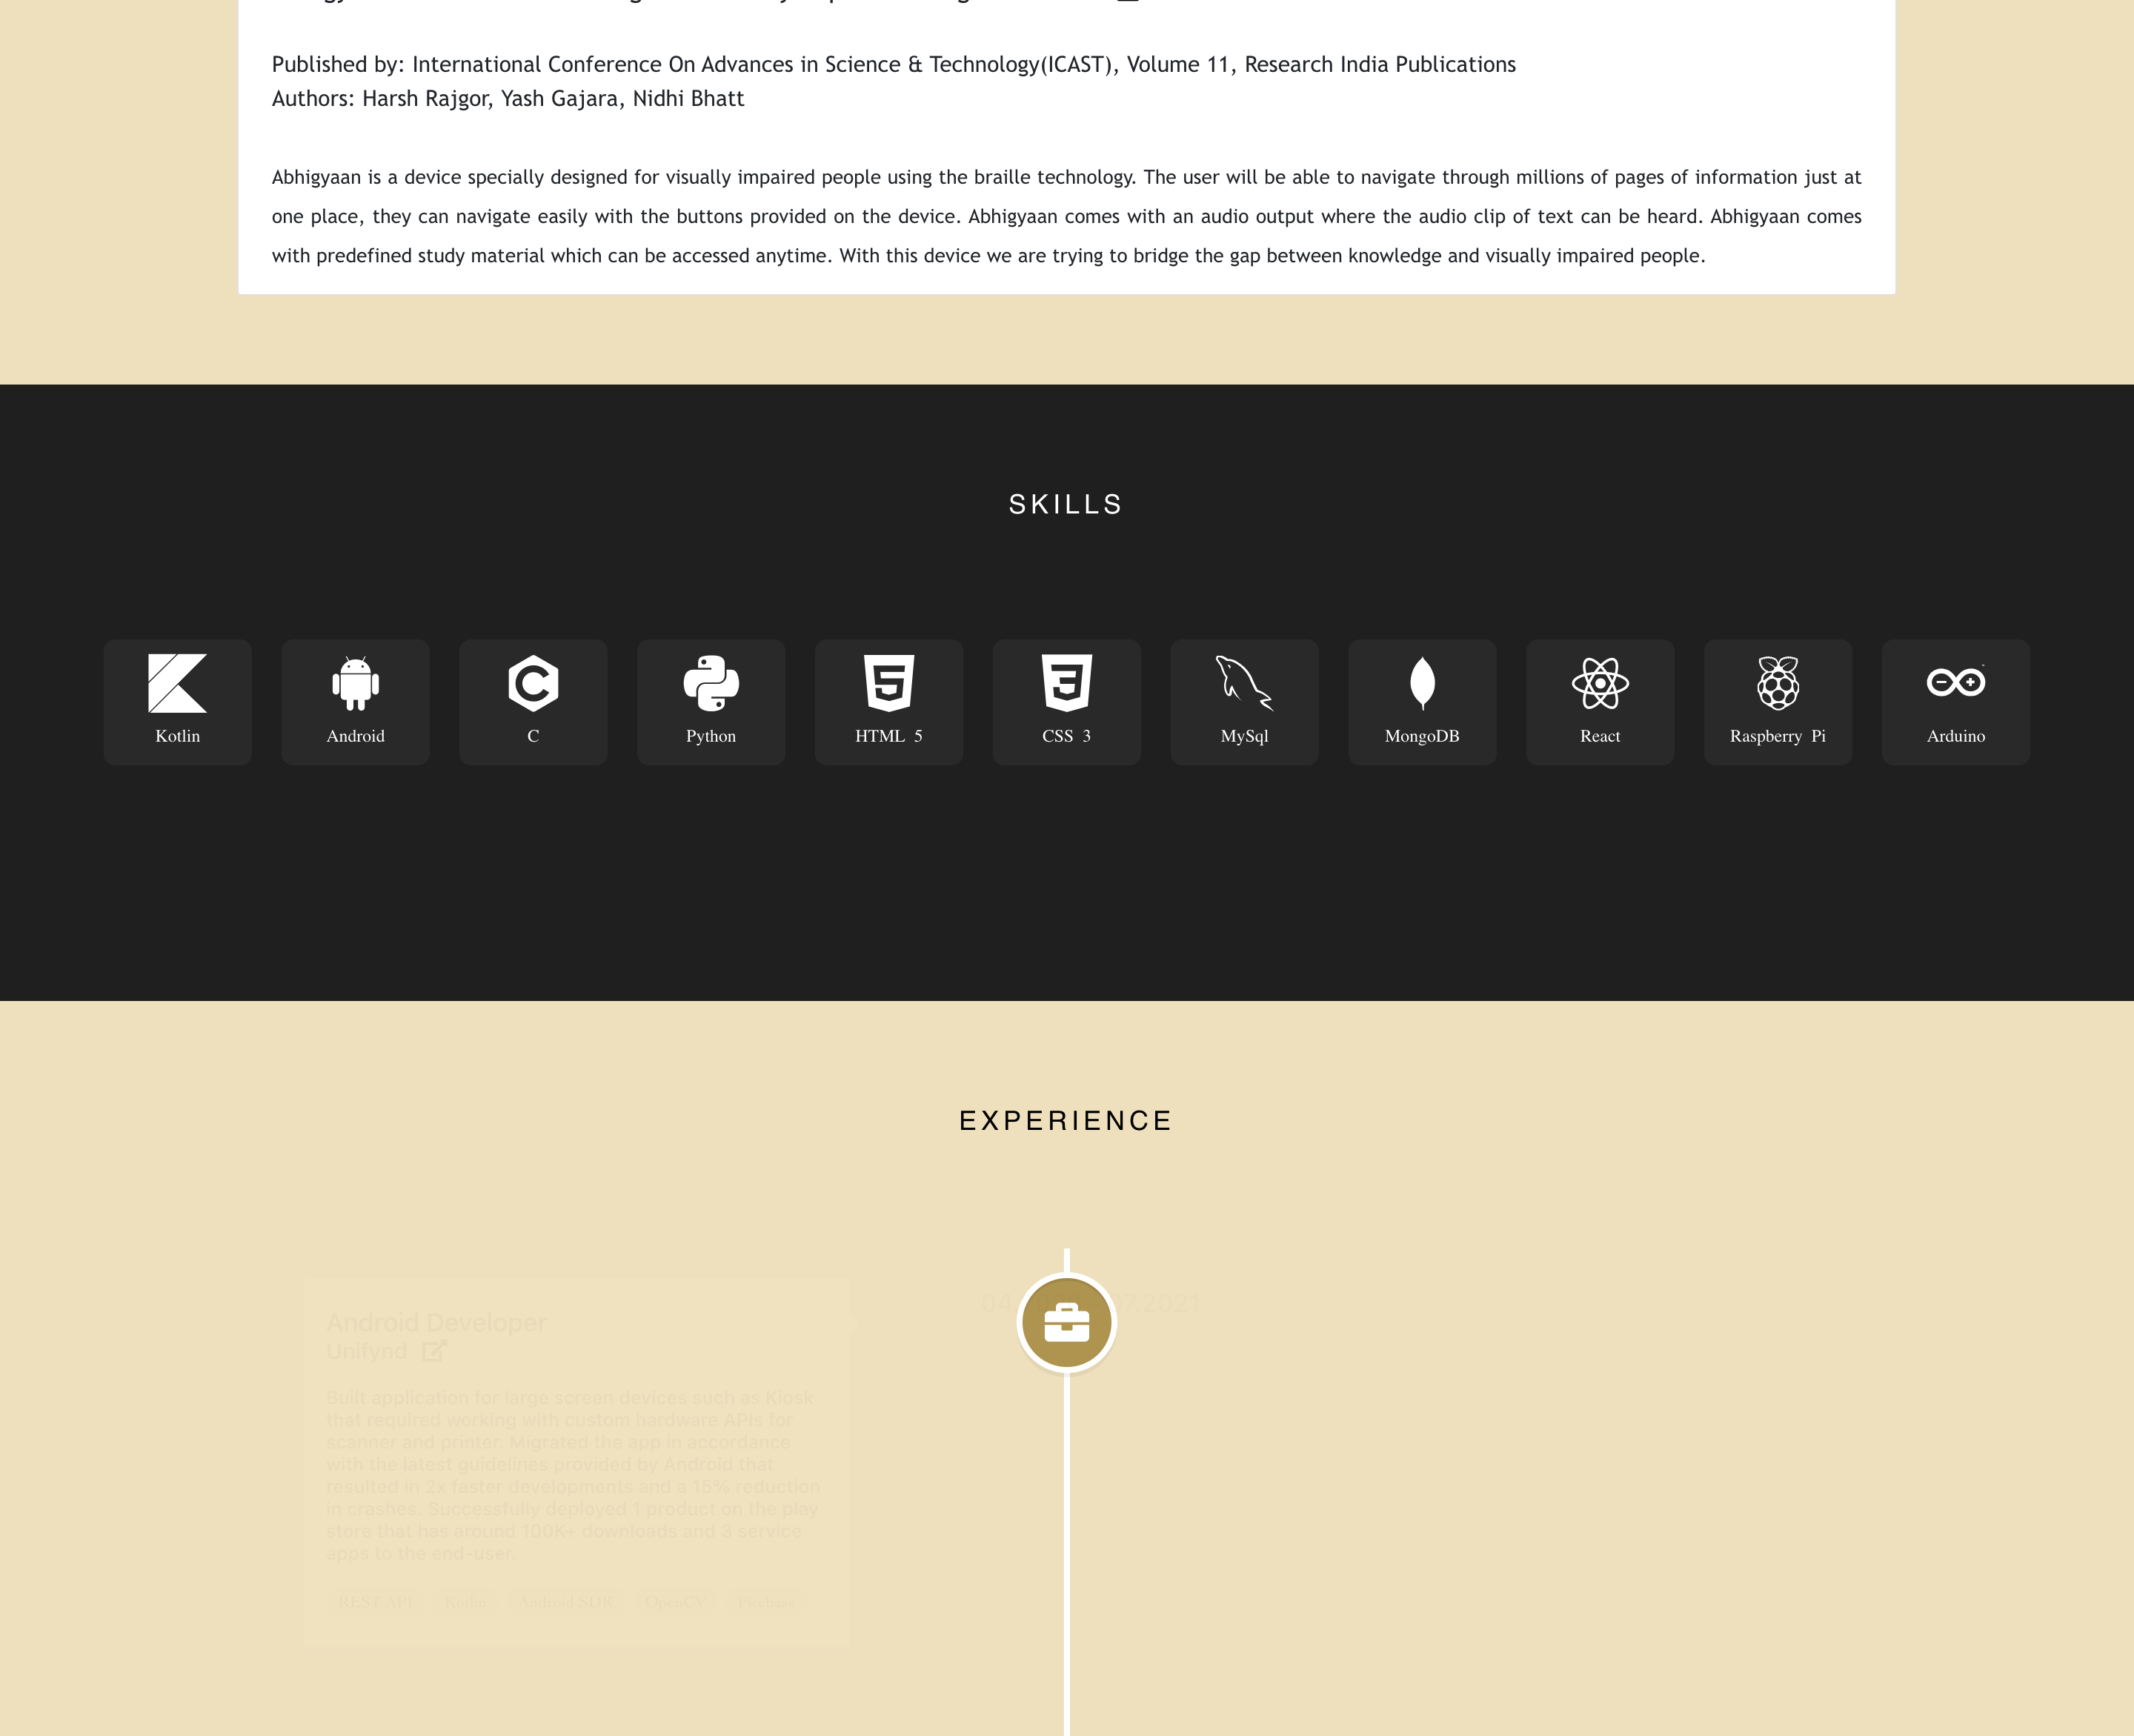 Published by: International Conference On Advances in Science & Technology(ICAST), Volume 11, Research India Publications
Authors: Harsh Rajgor, Yash Gajara, Nidhi Bhatt
Abhigyaan is a device specially designed for visually impaired people using the braille technology. The user will be able to navigate through millions of pages of information just at
one place, they can navigate easily with the buttons provided on the device. Abhigyaan comes with an audio output where the audio clip of text can be heard. Abhigyaan comes
with predefined study material which can be accessed anytime. With this device we are trying to bridge the gap between knowledge and visually impaired people.
SKILLS
Kotlin
Android
C
Python
HTML 5
CSS 3
MySql
MongoDB
React
Raspberry Pi
Arduino
EXPERIENCE
Android Developer
Unifynd
Built application for large screen devices such as Kiosk
that required working with custom hardware APIs for
scanner and printer. Migrated the app in accordance
with the latest guidelines provided by Android that
resulted in 2x faster developments and a 15% reduction
in crashes. Successfully deployed 1 product on the play
store that has around 100K+ downloads and 3 service
apps to the end-user.
REST API
Kotlin
Android SDK
OpenCV
Firebase